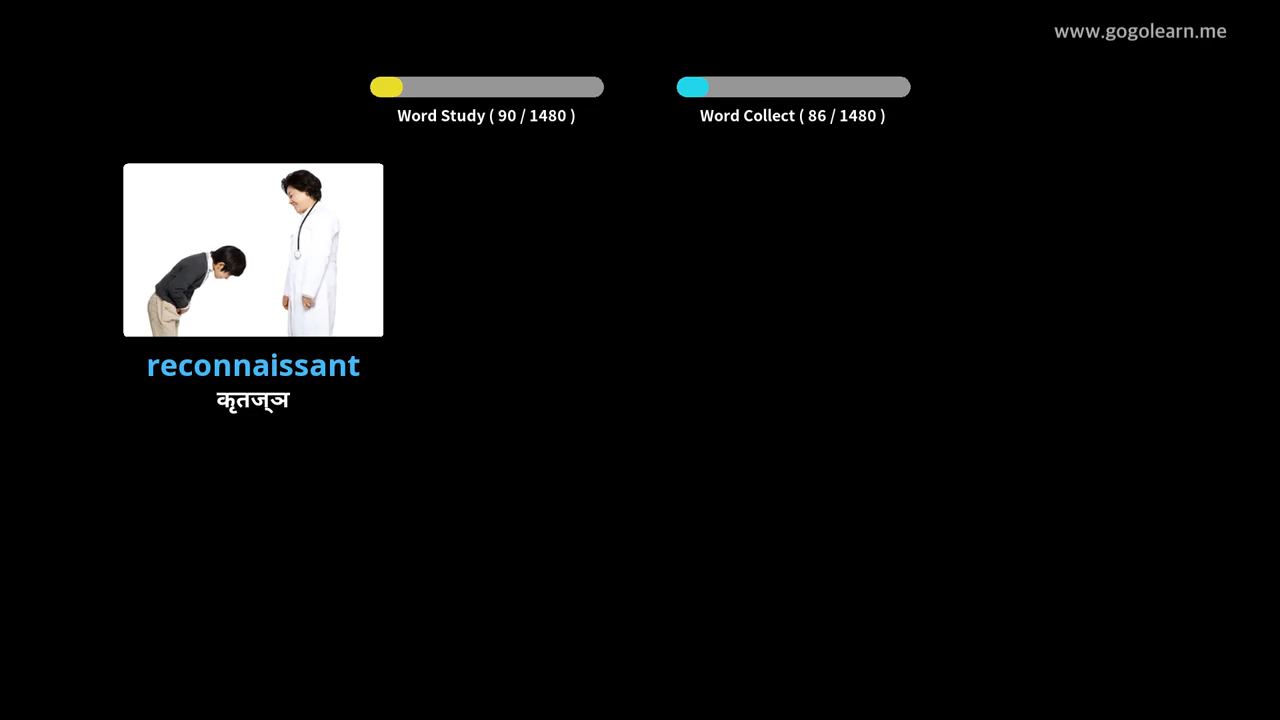 www.gogolearn.me
Word Study ( 90 / 1480 )
Word Collect ( 86 / 1480 )
reconnaissant
कृतज्ञ